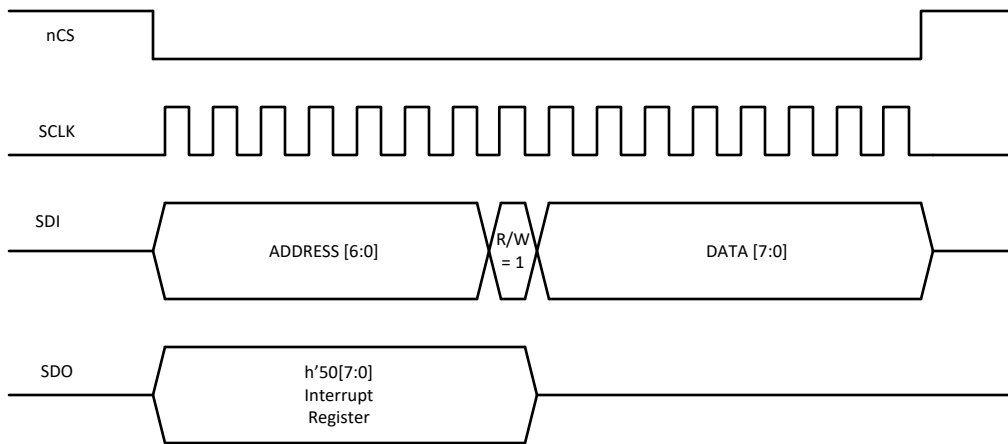 nCS
SCLK
SDI
ADDRESS [6:0]
R/W
= 1
DATA [7:0]
SDO
h’50[7:0]
Interrupt
Register